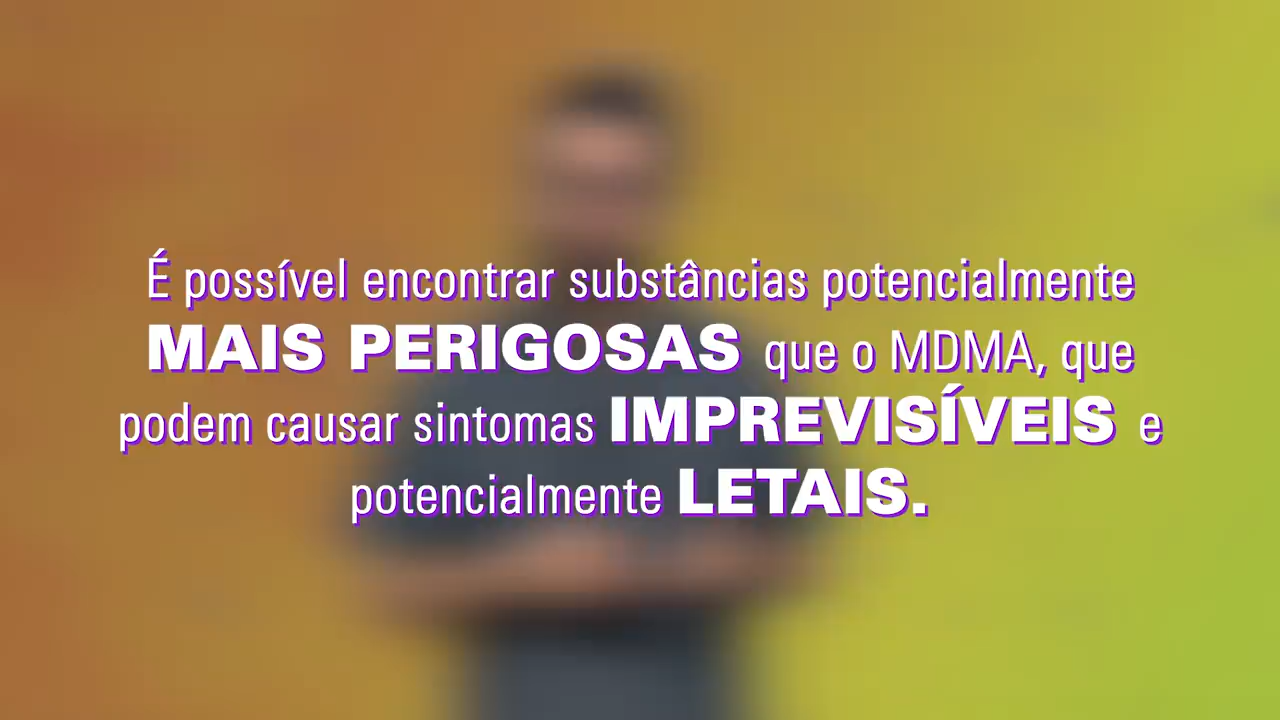 É possível encontrar substâncias potencialmente
MAIS PERIGOSAS que o MDMA, que
podem causar sintomas IMPREVISÍVEIS e
potencialmente LETAIS.